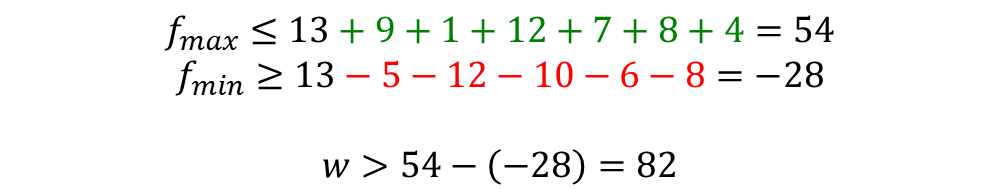 f_max ≤ 13 + 9 + 1 + 12 + 7 + 8 + 4 = 54
f_min ≥ 13 − 5 − 12 − 10 − 6 − 8 = −28
w > 54 − (−28) = 82